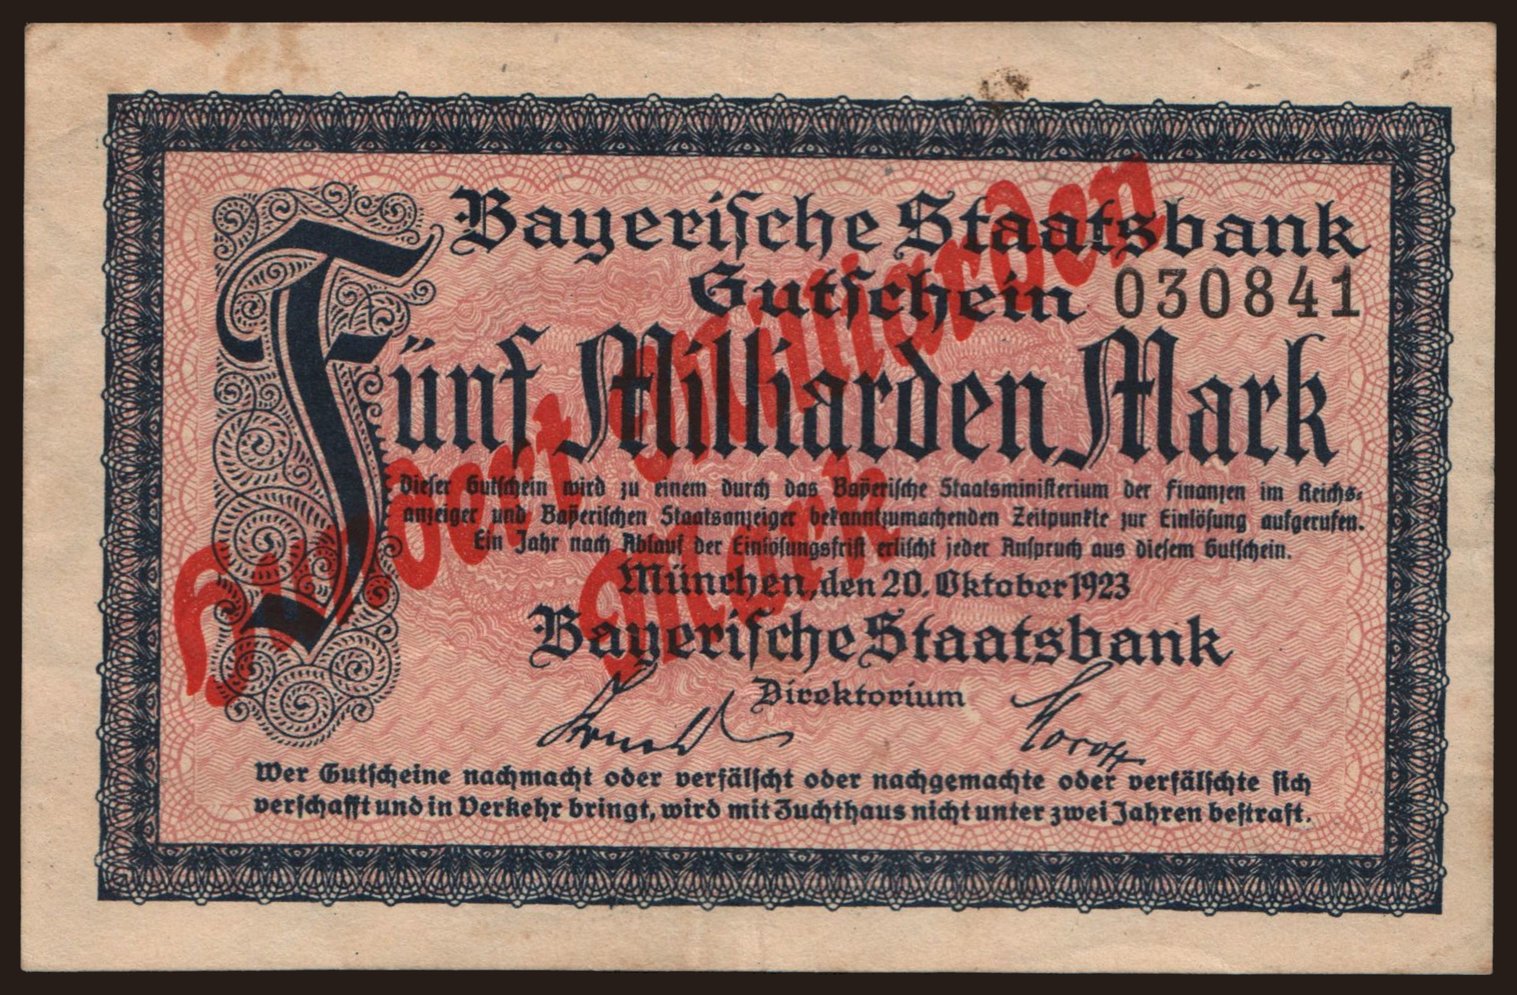 Bayerische Staatsbank
Gutschein 030841
Fünf Milliarden Mark
Dieser Gutschein wird zu einem durch das Bayerische Staatsministerium der Finanzen im Reichs-
anzeiger und Bayerischen Staatsanzeiger bekanntzumachenden Zeitpunkte zur Einlösung aufgerufen.
Ein Jahr nach Ablauf der Einlösungsfrist erlischt jeder Anspruch aus diesem Gutschein.
München, den 20. Oktober 1923
Bayerische Staatsbank
Direktorium
Wer Gutscheine nachmacht oder verfälscht oder nachgemachte oder verfälschte sich
verschafft und in Verkehr bringt, wird mit Zuchthaus nicht unter zwei Jahren bestraft.
Hundert Milliarden
Mark